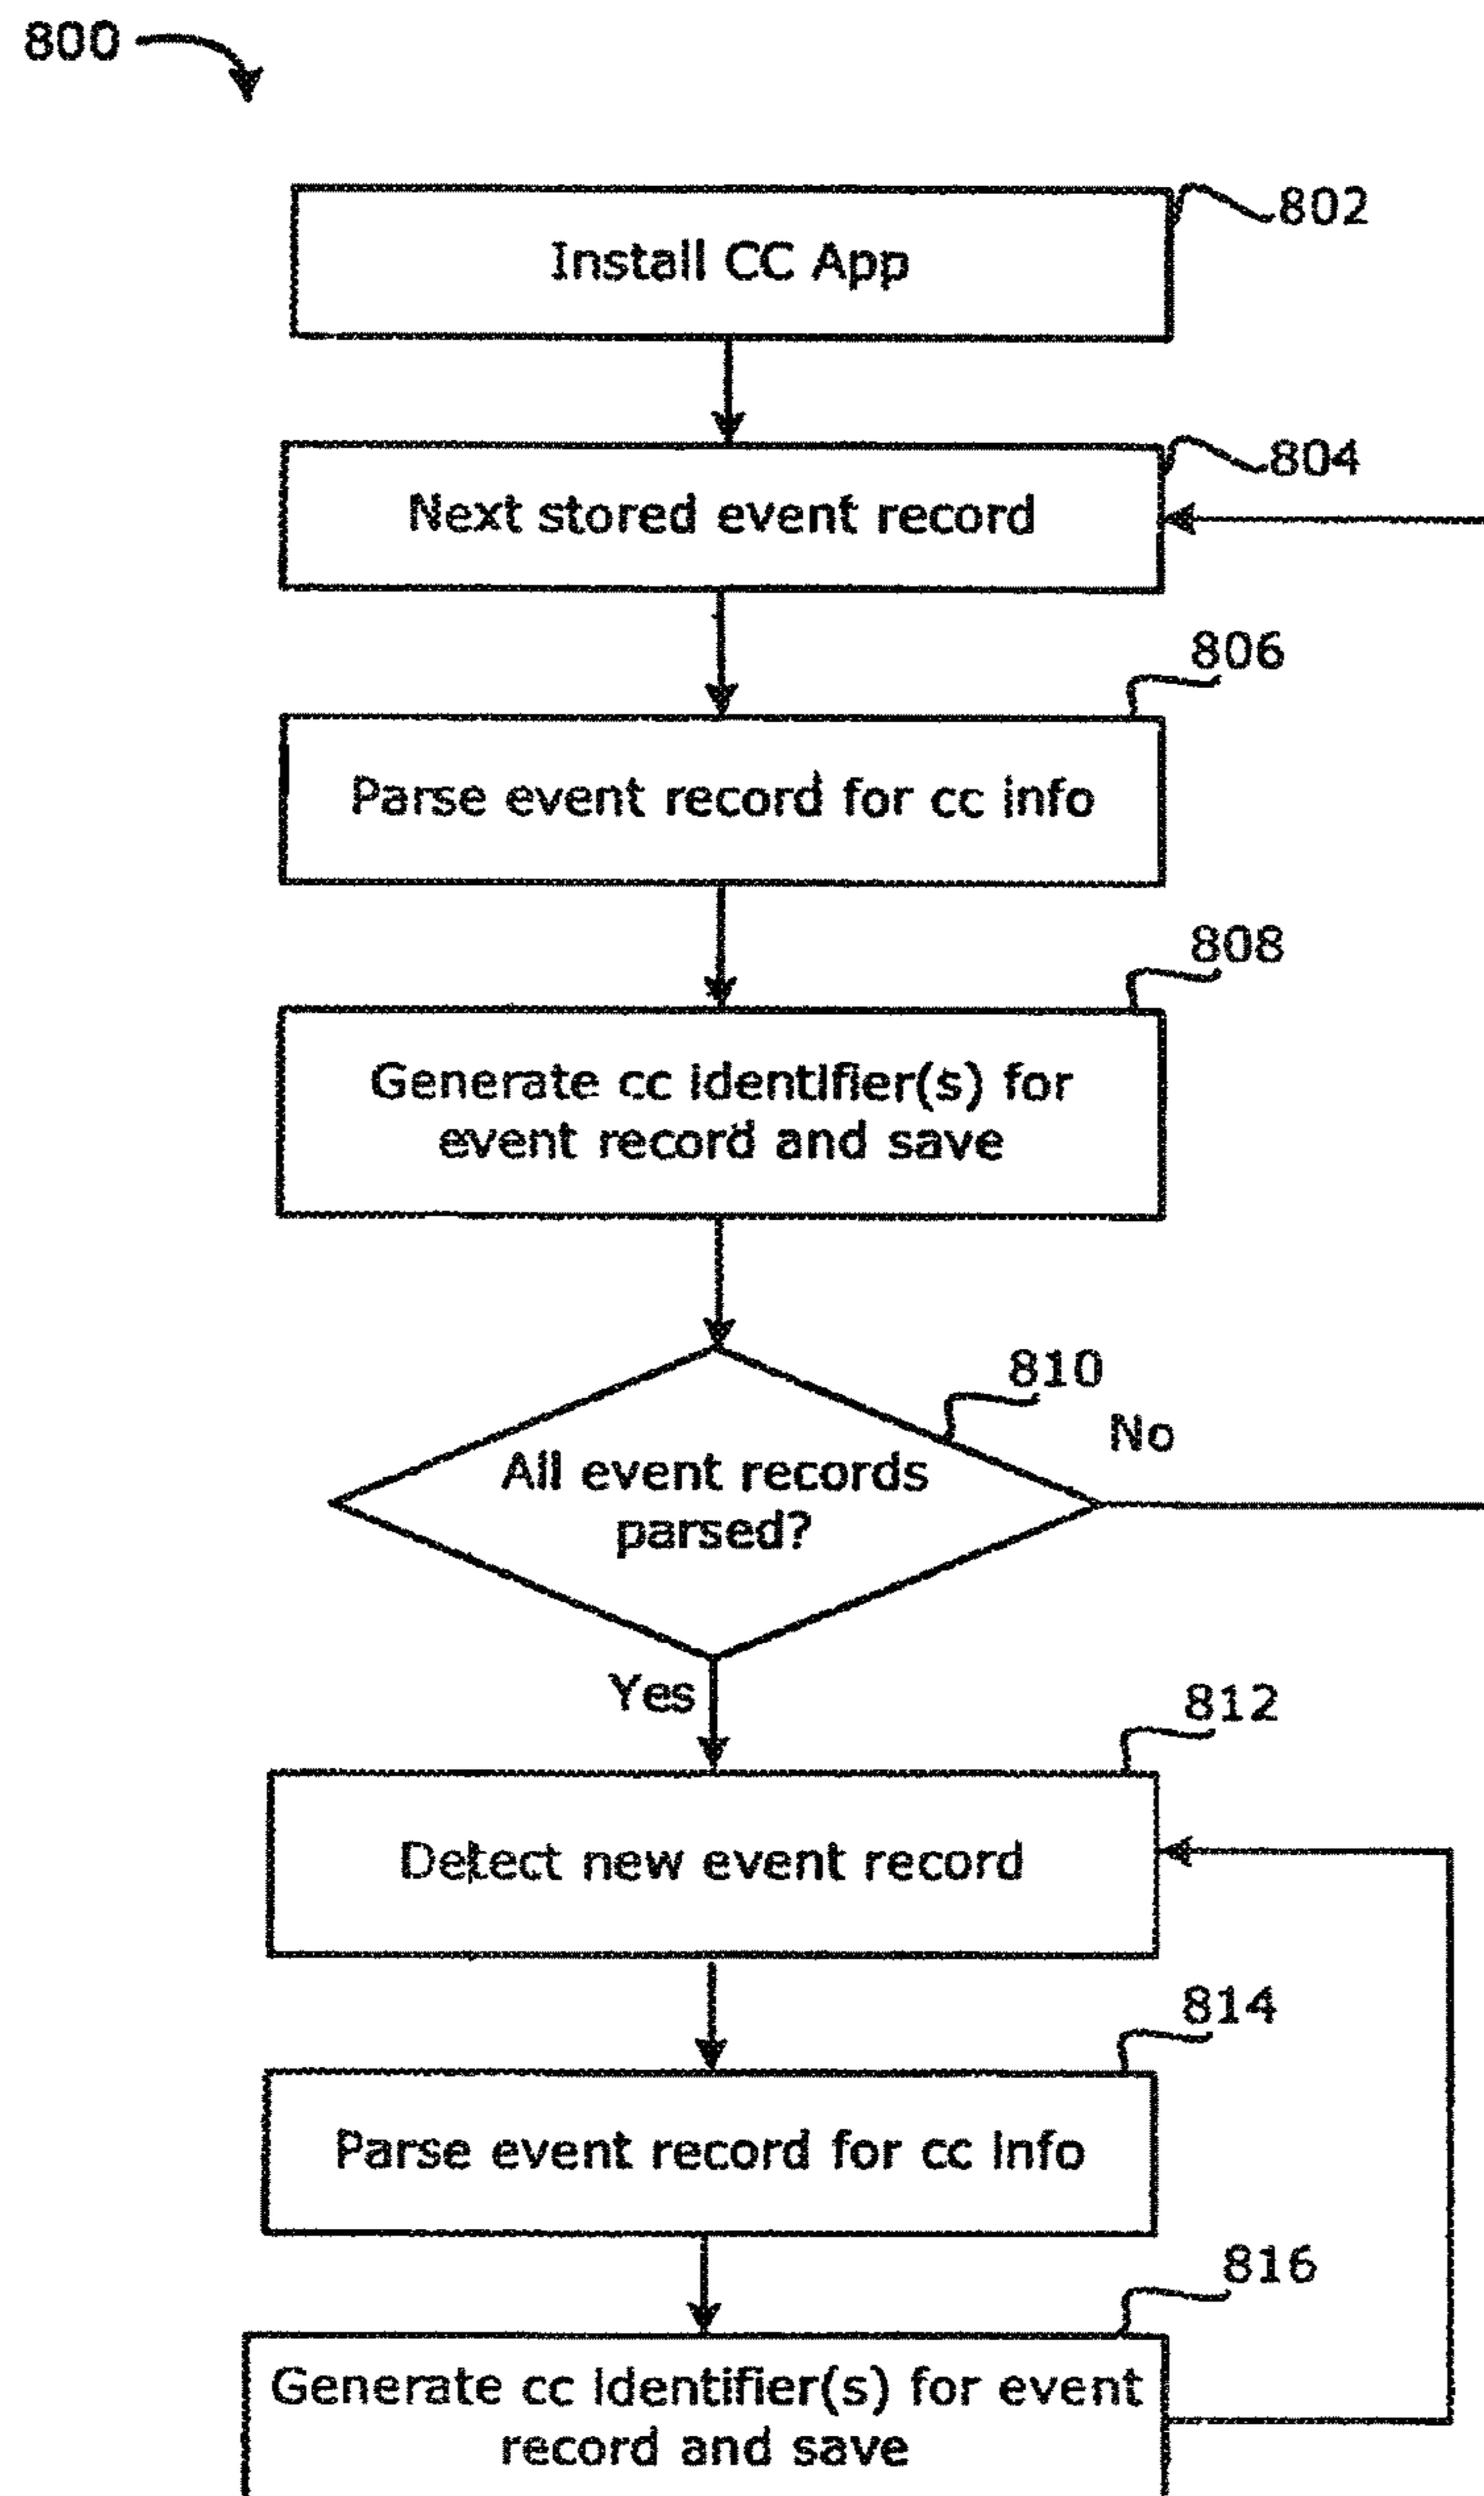 800
802
Install CC App
804
Next stored event record
806
Parse event record for cc info
808
Generate cc identifier(s) for
event record and save
810
No
All event records
parsed?
Yes
812
Detect new event record
814
Parse event record for cc info
816
Generate cc identifier(s) for event
record and save